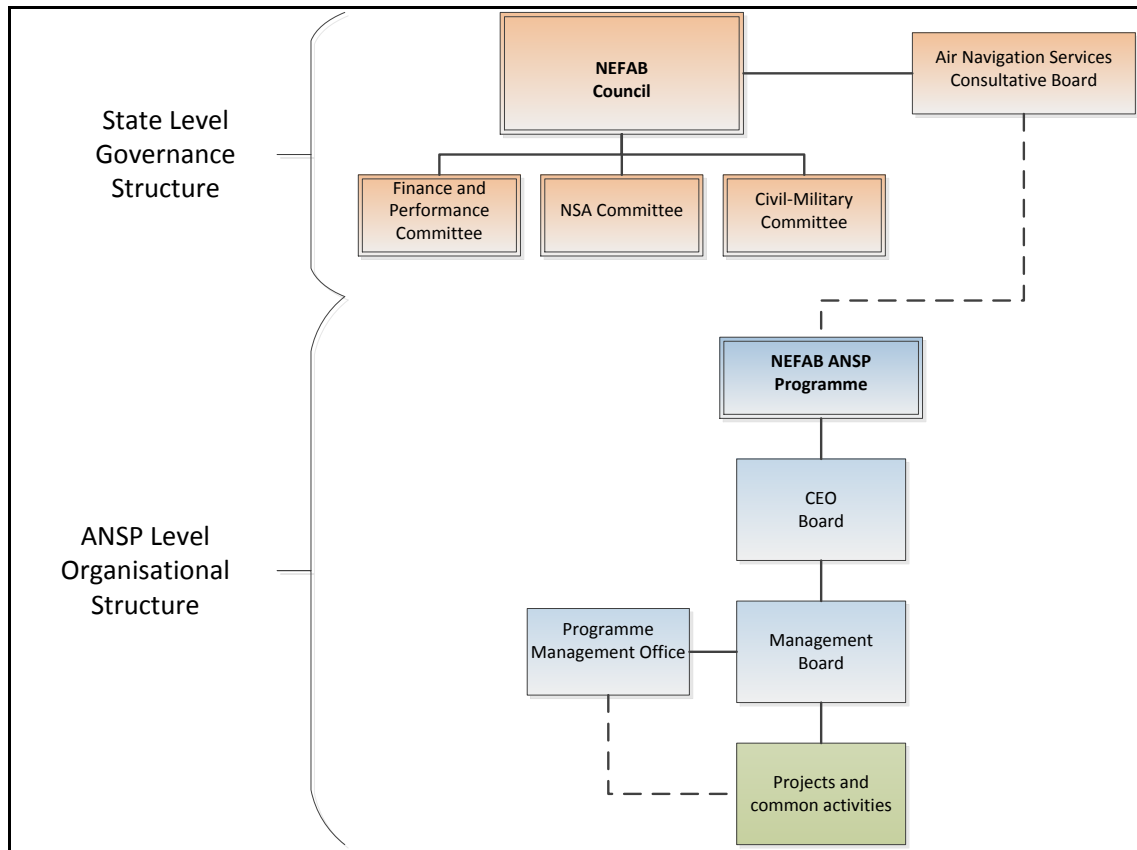 State Level
Governance
Structure
NEFAB
Council
Air Navigation Services
Consultative Board
Finance and
Performance
Committee
NSA Committee
Civil-Military
Committee
ANSP Level
Organisational
Structure
NEFAB ANSP
Programme
CEO
Board
Programme
Management Office
Management
Board
Projects and
common activities